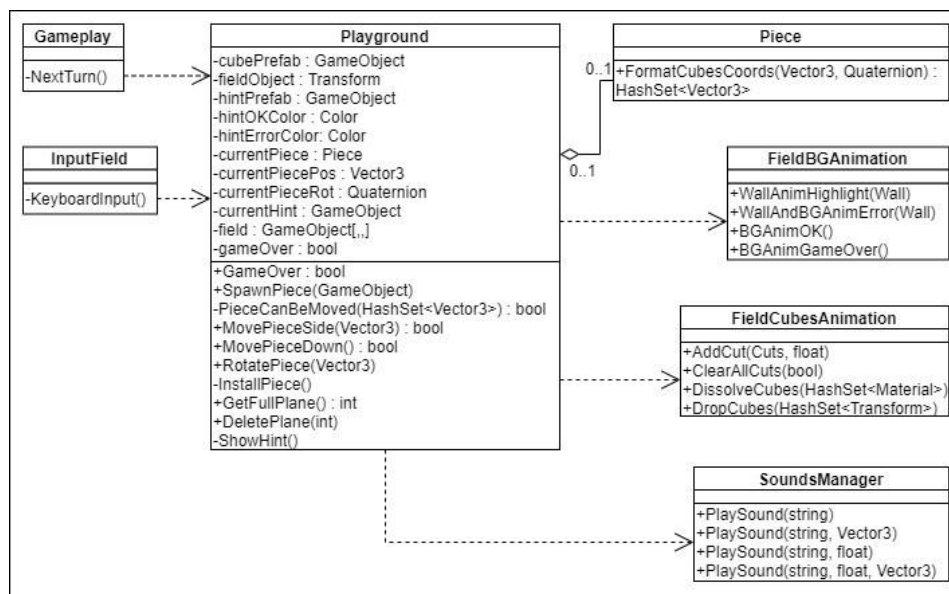 Gameplay
-NextTurn()
InputField
-KeyboardInput()
Playground
-cubePrefab : GameObject
-fieldObject : Transform
-hintPrefab : GameObject
-hintOKColor : Color
-hintErrorColor: Color
-currentPiece : Piece
-currentPiecePos : Vector3
-currentPieceRot : Quaternion
-currentHint : GameObject
-field : GameObject[,,]
-gameOver : bool
+GameOver : bool
+SpawnPiece(GameObject)
-PieceCanBeMoved(HashSet<Vector3>) : bool
+MovePieceSide(Vector3) : bool
+MovePieceDown() : bool
+RotatePiece(Vector3)
-InstallPiece()
+GetFullPlane() : int
+DeletePlane(int)
-ShowHint()
0..1
0..1
Piece
+FormatCubesCoords(Vector3, Quaternion) :
HashSet<Vector3>
FieldBGAnimation
+WallAnimHighlight(Wall)
+WallAndBGAnimError(Wall)
+BGAnimOK()
+BGAnimGameOver()
FieldCubesAnimation
+AddCut(Cuts, float)
+ClearAllCuts(bool)
+DissolveCubes(HashSet<Material>)
+DropCubes(HashSet<Transform>)
SoundsManager
+PlaySound(string)
+PlaySound(string, Vector3)
+PlaySound(string, float)
+PlaySound(string, float, Vector3)